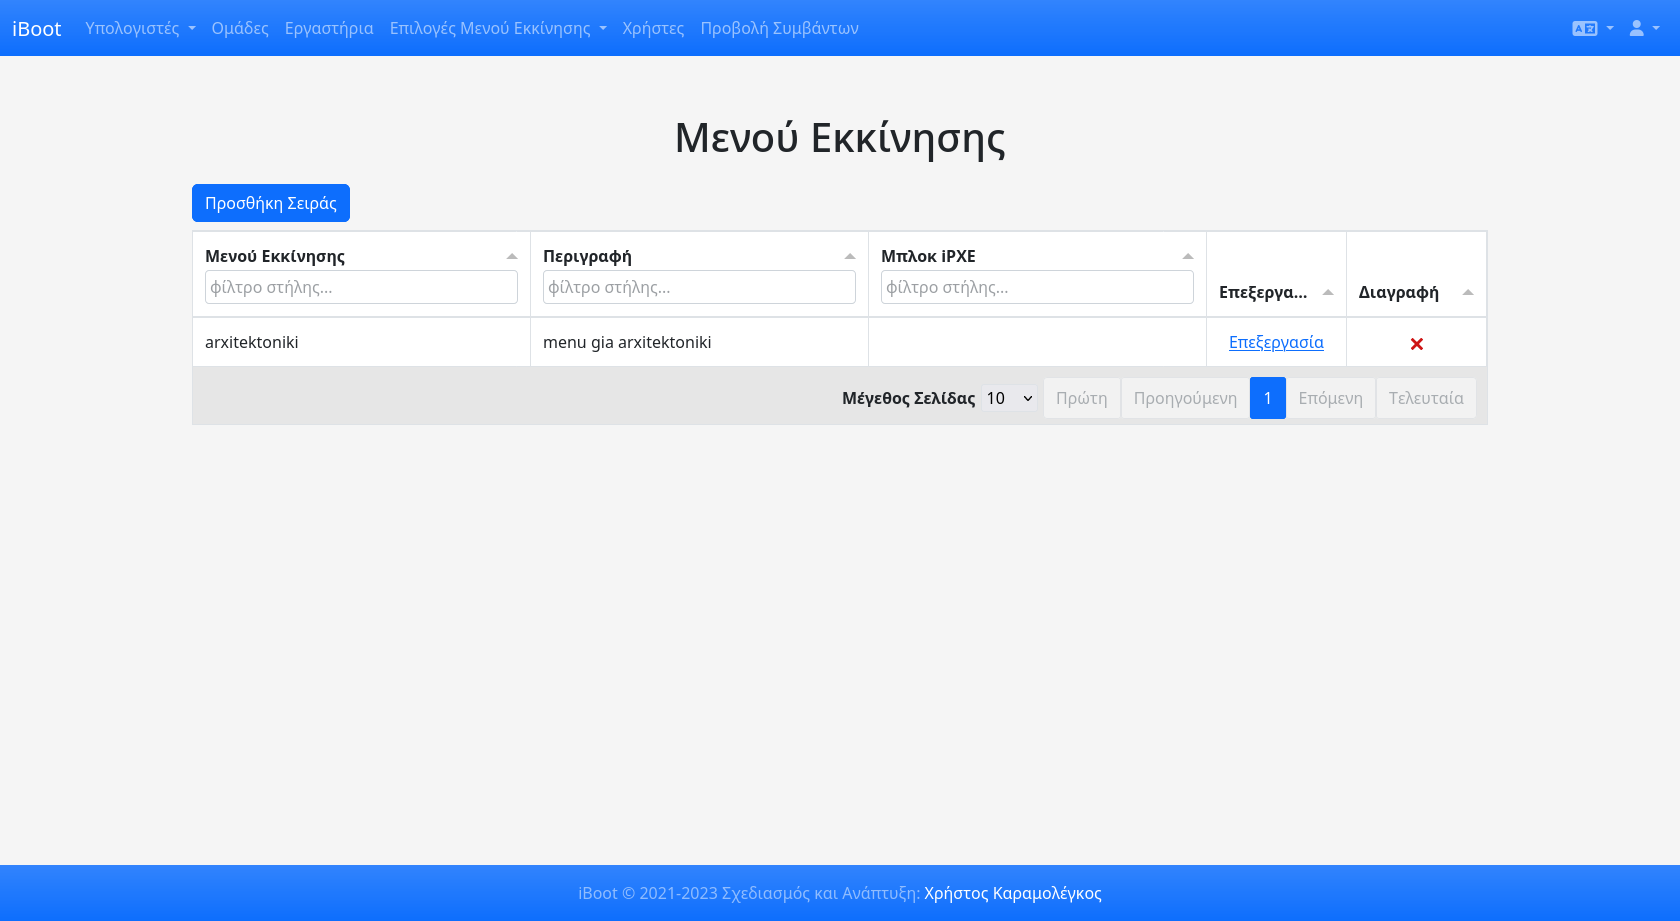 iBoot Υπολογιστές Ομάδες Εργαστήρια Επιλογές Μενού Εκκίνησης Χρήστες Προβολή Συμβάντων
Μενού Εκκίνησης
Προσθήκη Σειράς
Μενού Εκκίνησης Περιγραφή Μπλοκ iPXE
φίλτρο στήλης... φίλτρο στήλης... φίλτρο στήλης... Επεξεργα... Διαγραφή
arxitektoniki menu gia arxitektoniki Επεξεργασία
Μέγεθος Σελίδας 10 Πρώτη Προηγούμενη 1 Επόμενη Τελευταία
iBoot © 2021-2023 Σχεδιασμός και Ανάπτυξη: Χρήστος Καραμολέγκος